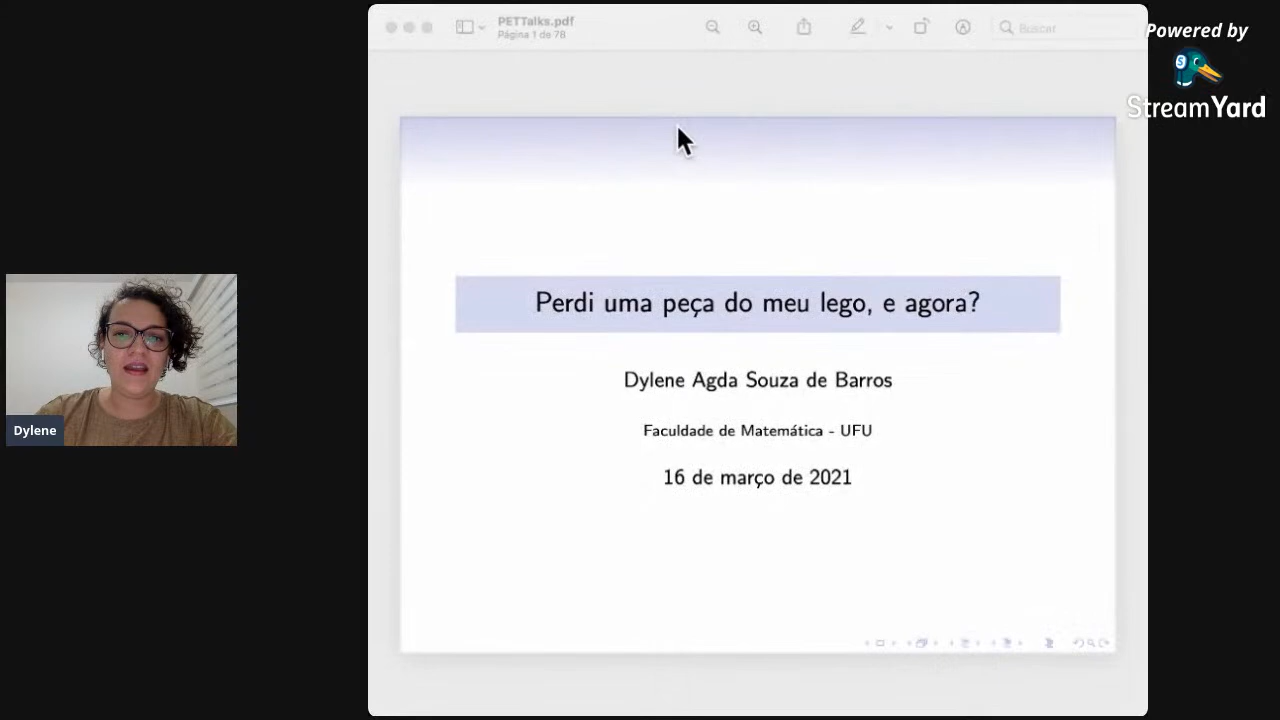 PETTalks.pdf
Página 1 de 78
Buscar
Powered by
StreamYard
Perdi uma peça do meu lego, e agora?
Dylene Agda Souza de Barros
Faculdade de Matemática - UFU
16 de março de 2021
Dylene